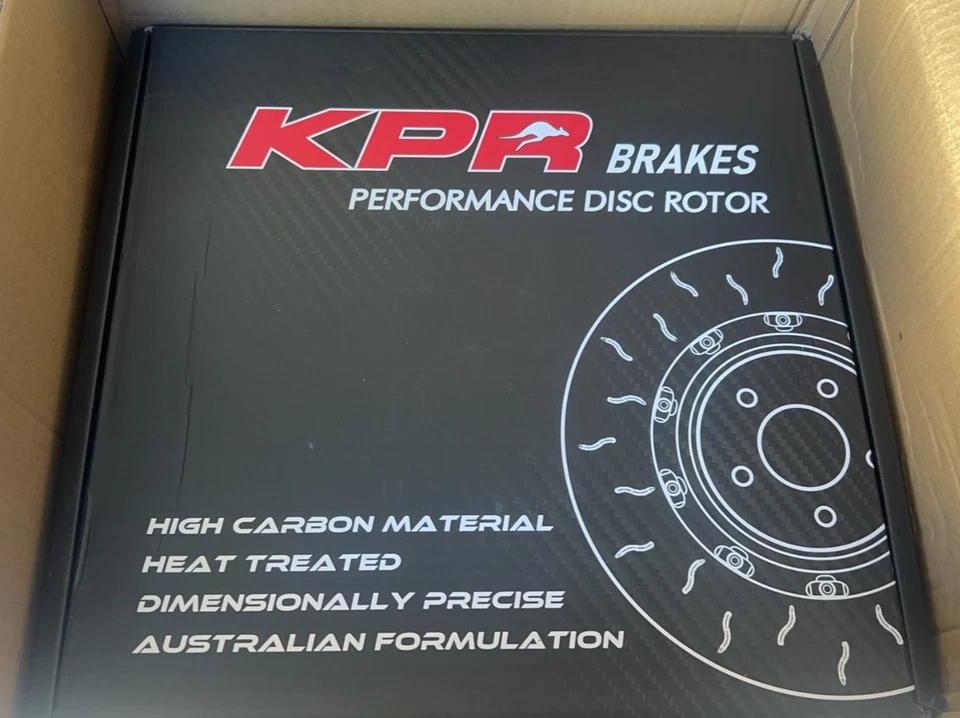 KPR BRAKES
PERFORMANCE DISC ROTOR
HIGH CARBON MATERIAL
HEAT TREATED
DIMENSIONALLY PRECISE
AUSTRALIAN FORMULATION